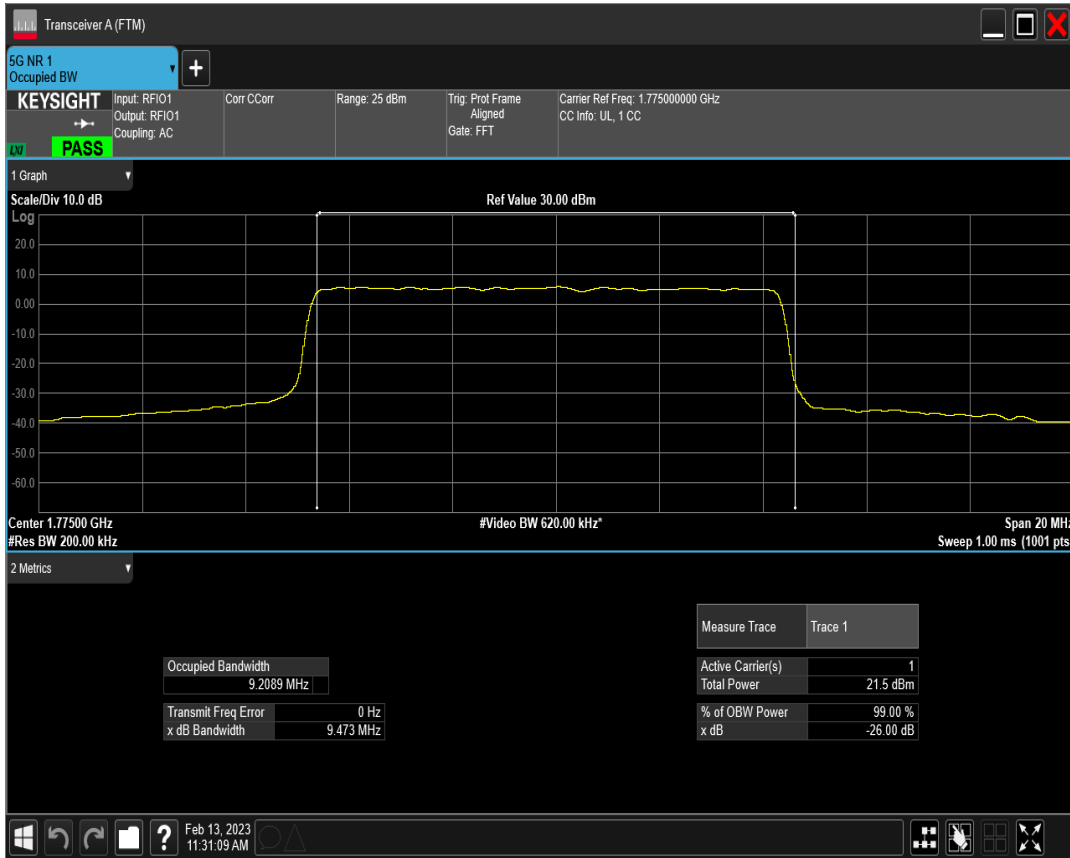 Transceiver A (FTM)
5G NR 1
Occupied BW
+
KEYSIGHT
LXI
PASS
Input: RFIO1
Output: RFIO1
Coupling: AC
Corr CCorr
Range: 25 dBm
Trig: Prot Frame
Aligned
Gate: FFT
Carrier Ref Freq: 1.775000000 GHz
CC Info: UL, 1 CC
1 Graph
Scale/Div 10.0 dB
Ref Value 30.00 dBm
Log
20.0
10.0
0.00
-10.0
-20.0
-30.0
-40.0
-50.0
-60.0
Center 1.77500 GHz
#Video BW 620.00 kHz*
Span 20 MHz
#Res BW 200.00 kHz
Sweep 1.00 ms (1001 pts
2 Metrics
Measure Trace Trace 1
Occupied Bandwidth
9.2089 MHz
Active Carrier(s) 1
Total Power 21.5 dBm
Transmit Freq Error 0 Hz
x dB Bandwidth 9.473 MHz
% of OBW Power 99.00 %
x dB -26.00 dB
?
Feb 13, 2023
11:31:09 AM